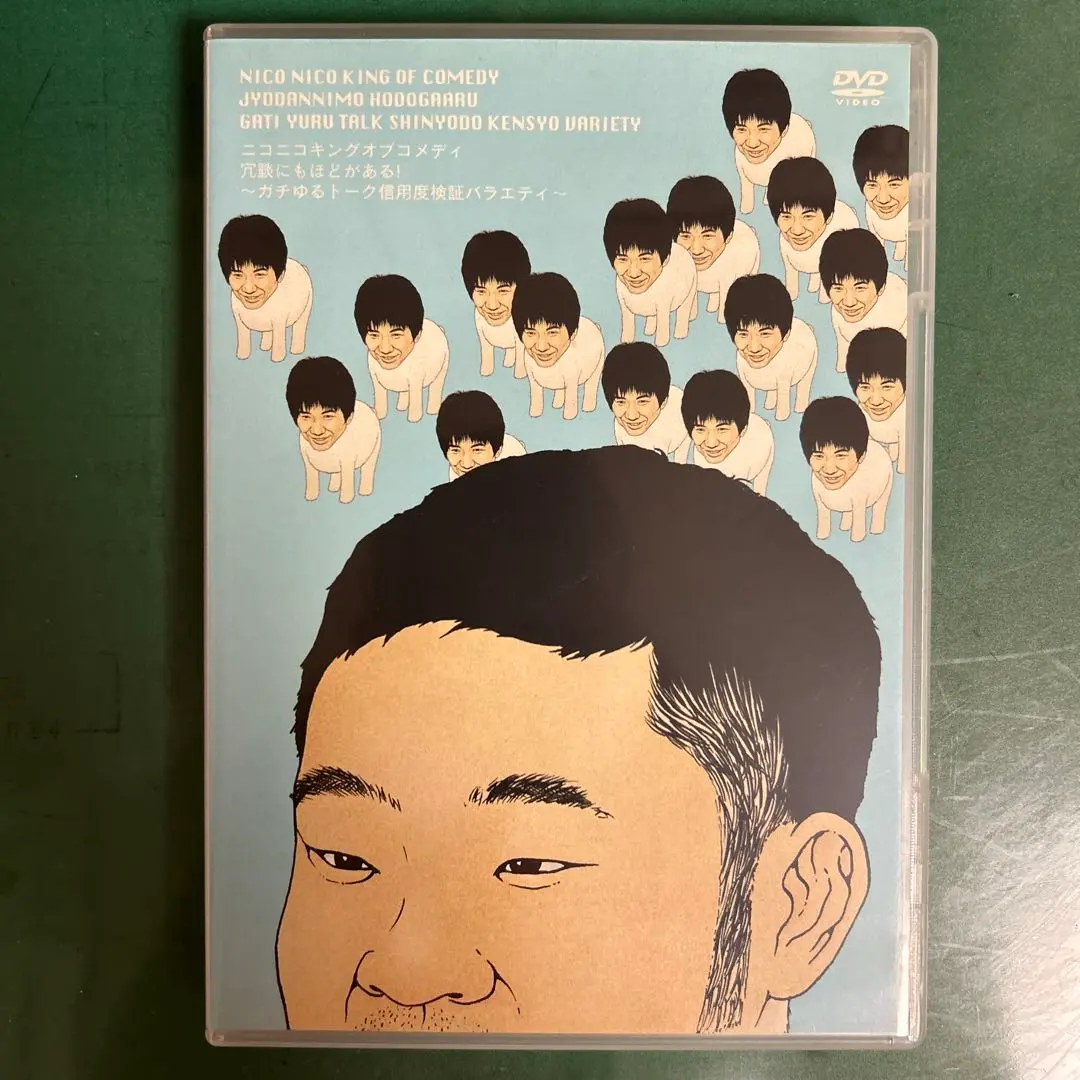 NICO NICO KING OF COMEDY
JYODANNIMO HODOGAARU
GATI YURU TALK SHINYODO KENSYO VARIETY
ニコニコキングオブコメディ
冗談にもほどがある!
～ガチゆるトーク信用度検証バラエティ～
DVD
VIDEO